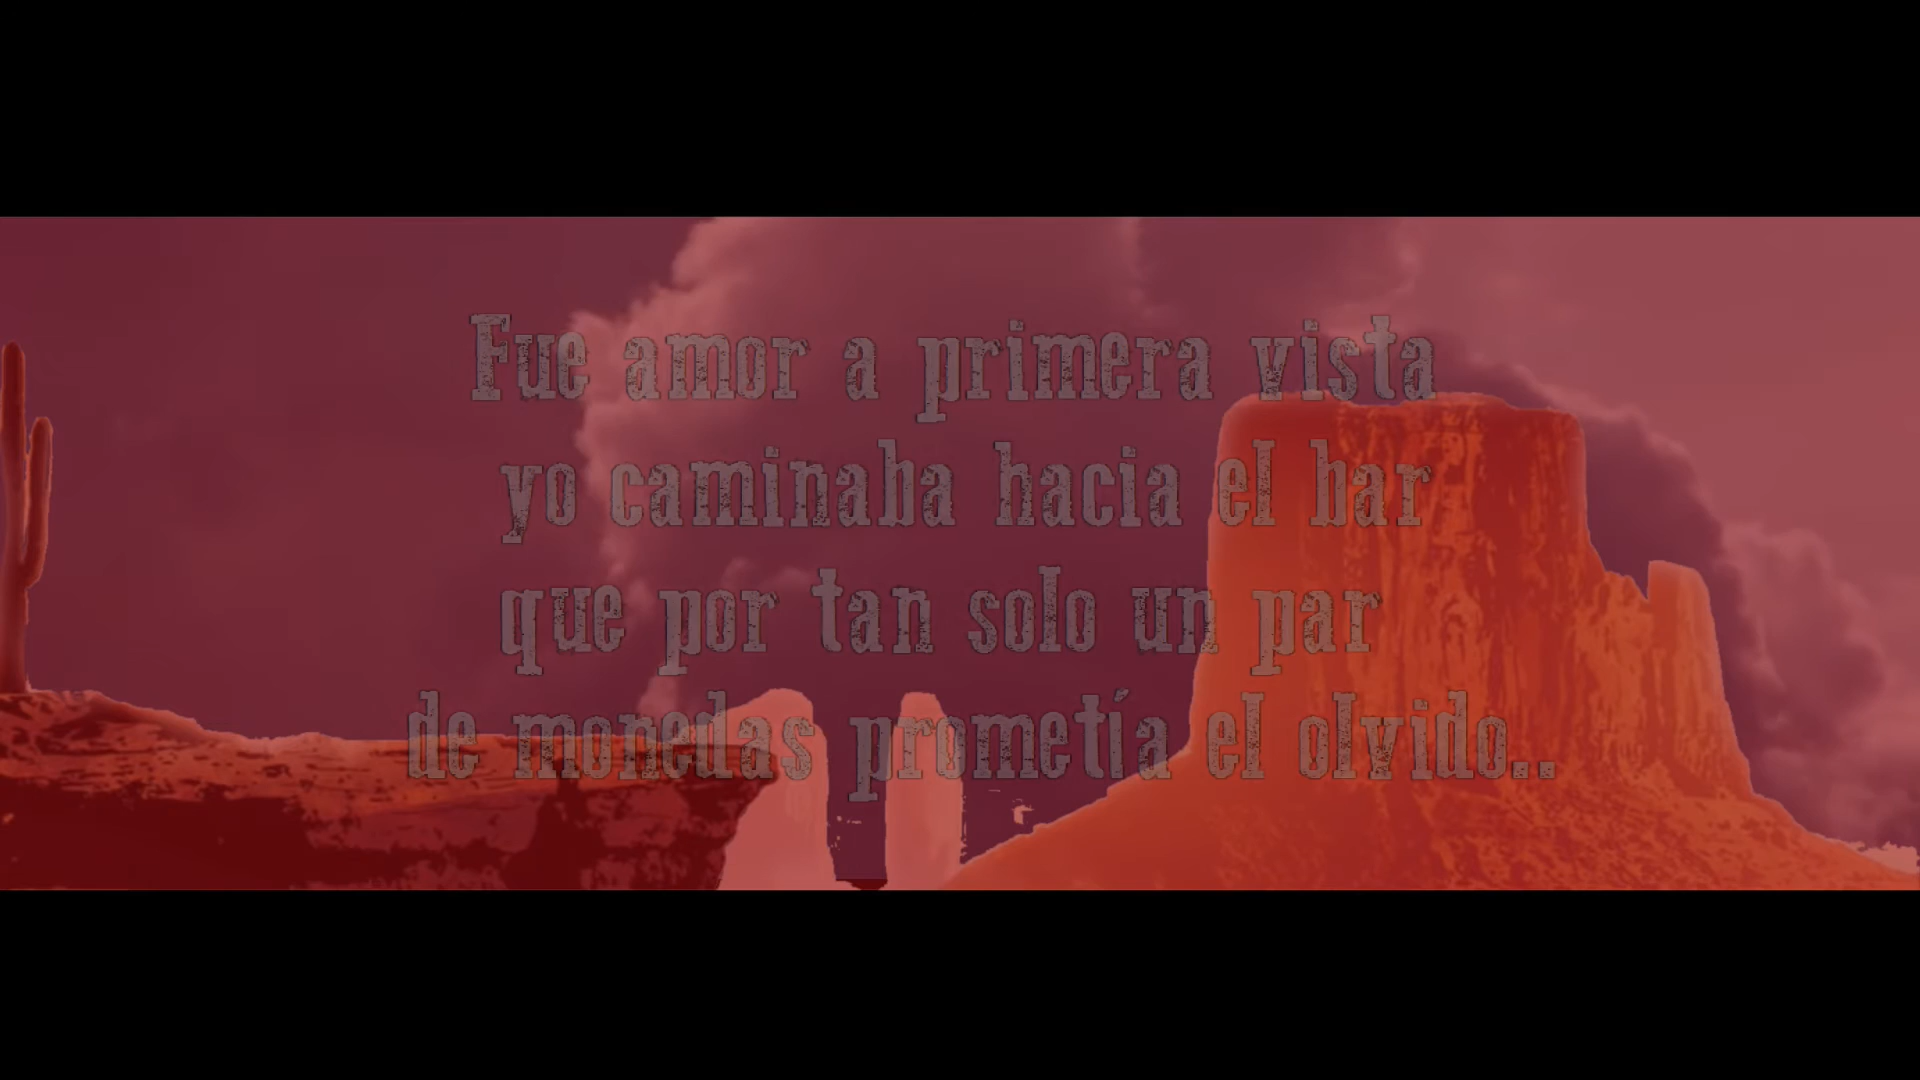 Fue amor a primera vista
yo caminaba hacia el bar
que por tan solo un par
de monedas prometía el olvido..